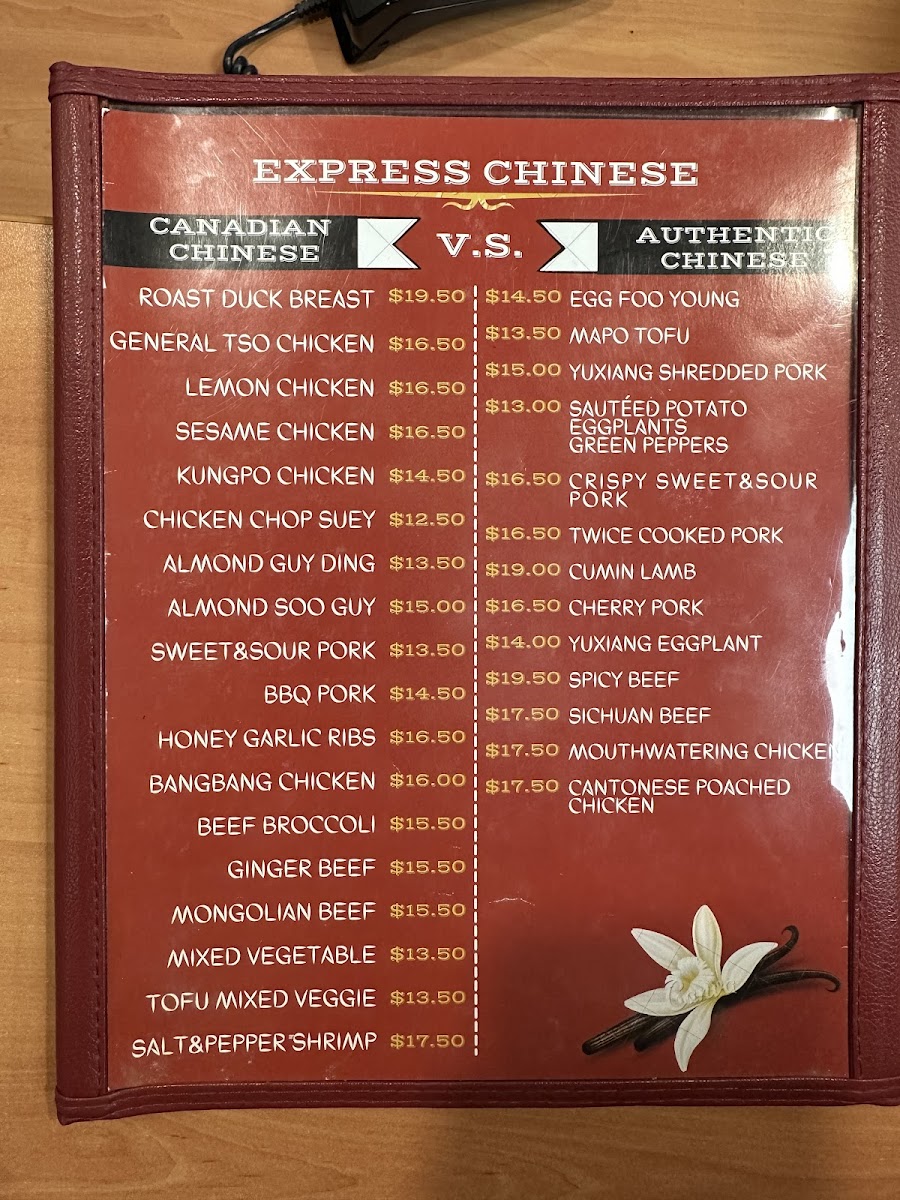 EXPRESS CHINESE
CANADIAN
CHINESE
V.S.
AUTHENTIC
CHINESE
ROAST DUCK BREAST $19.50
GENERAL TSO CHICKEN $16.50
LEMON CHICKEN $16.50
SESAME CHICKEN $16.50
KUNGPO CHICKEN $14.50
CHICKEN CHOP SUEY $12.50
ALMOND GUY DING $13.50
ALMOND SOO GUY $15.00
SWEET&SOUR PORK $13.50
BBQ PORK $14.50
HONEY GARLIC RIBS $16.50
BANGBANG CHICKEN $16.00
BEEF BROCCOLI $15.50
GINGER BEEF $15.50
MONGOLIAN BEEF $15.50
MIXED VEGETABLE $13.50
TOFU MIXED VEGGIE $13.50
SALT&PEPPER SHRIMP $17.50
$14.50 EGG FOO YOUNG
$13.50 MAPO TOFU
$15.00 YUXIANG SHREDDED PORK
$13.00 SAUTÉED POTATO
EGGPLANTS
GREEN PEPPERS
$16.50 CRISPY SWEET&SOUR
PORK
$16.50 TWICE COOKED PORK
$19.00 CUMIN LAMB
$16.50 CHERRY PORK
$14.00 YUXIANG EGGPLANT
$19.50 SPICY BEEF
$17.50 SICHUAN BEEF
$17.50 MOUTHWATERING CHICKEN
$17.50 CANTONESE POACHED
CHICKEN